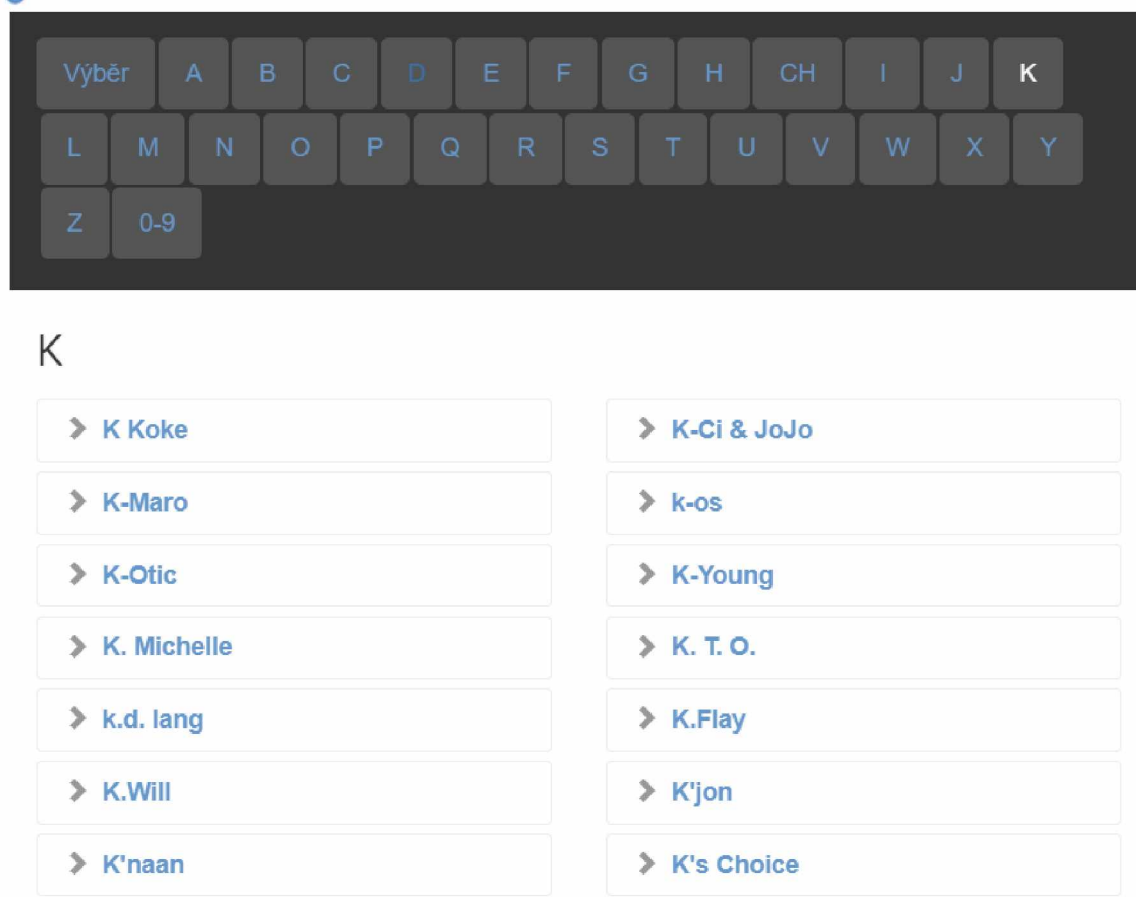 Výběr A B C D E F G H CH I J K
L M N O P Q R S T U V W X Y
Z 0-9
K
K Koke K-Ci & JoJo
K-Maro k-os
K-Otic K-Young
K. Michelle K. T. O.
k.d. lang K.Flay
K.Will K'jon
K'naan K's Choice